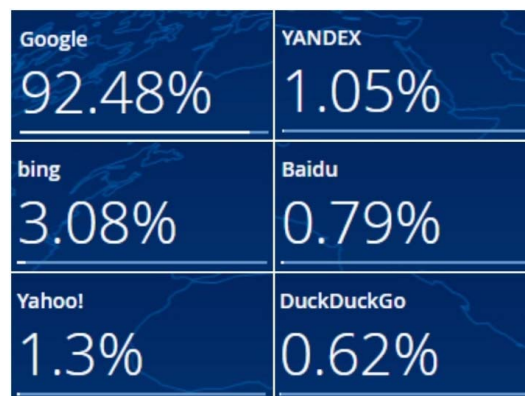 Google
92.48%
YANDEX
1.05%
bing
3.08%
Baidu
0.79%
Yahoo!
1.3%
DuckDuckGo
0.62%